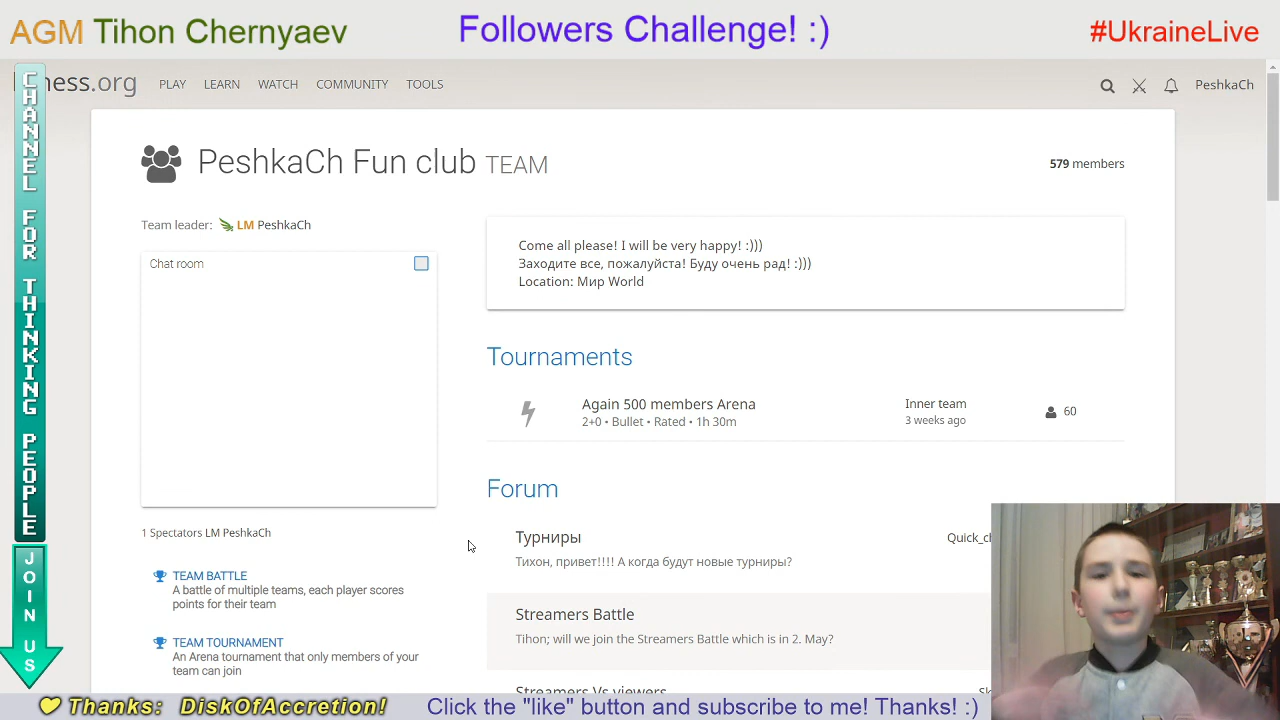 AGM Tihon Chernyaev
Followers Challenge! :)
#UkraineLive
hess.org
PLAY LEARN WATCH COMMUNITY TOOLS
PeshkaCh
CHANNEL FOR THINKING PEOPLE
JOIN US
PeshkaCh Fun club TEAM
579 members
Team leader: LM PeshkaCh
Chat room
Come all please! I will be very happy! :)))
Заходите все, пожалуйста! Буду очень рад! :)))
Location: Мир World
Tournaments
Again 500 members Arena
2+0 • Bullet • Rated • 1h 30m
Inner team
3 weeks ago
60
Forum
Турниры
Quick_c
Тихон, привет!!!! А когда будут новые турниры?
Streamers Battle
Tihon; will we join the Streamers Battle which is in 2. May?
Streamers Vs viewers
1 Spectators LM PeshkaCh
TEAM BATTLE
A battle of multiple teams, each player scores
points for their team
TEAM TOURNAMENT
An Arena tournament that only members of your
team can join
Thanks: DiskOfAccretion!
Click the "like" button and subscribe to me! Thanks! :)